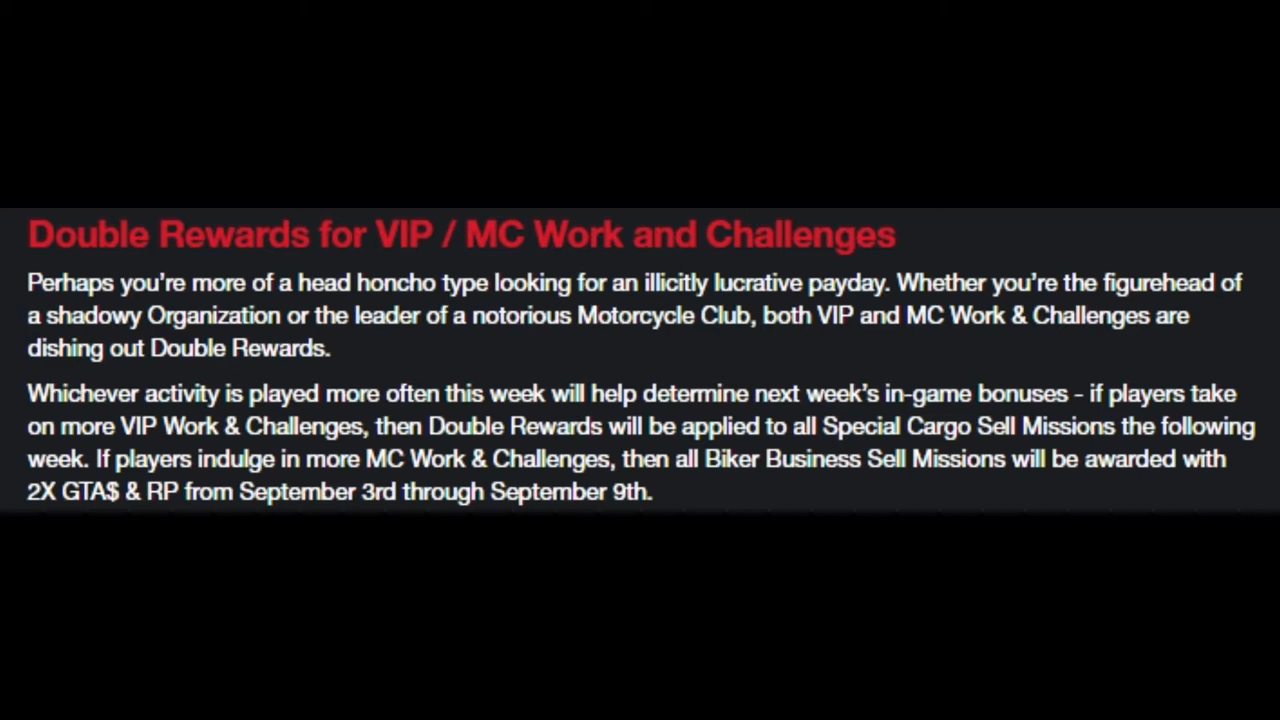 Double Rewards for VIP / MC Work and Challenges
Perhaps you're more of a head honcho type looking for an illicitly lucrative payday. Whether you're the figurehead of
a shadowy Organization or the leader of a notorious Motorcycle Club, both VIP and MC Work & Challenges are
dishing out Double Rewards.
Whichever activity is played more often this week will help determine next week's in-game bonuses - if players take
on more VIP Work & Challenges, then Double Rewards will be applied to all Special Cargo Sell Missions the following
week. If players indulge in more MC Work & Challenges, then all Biker Business Sell Missions will be awarded with
2X GTA$ & RP from September 3rd through September 9th.